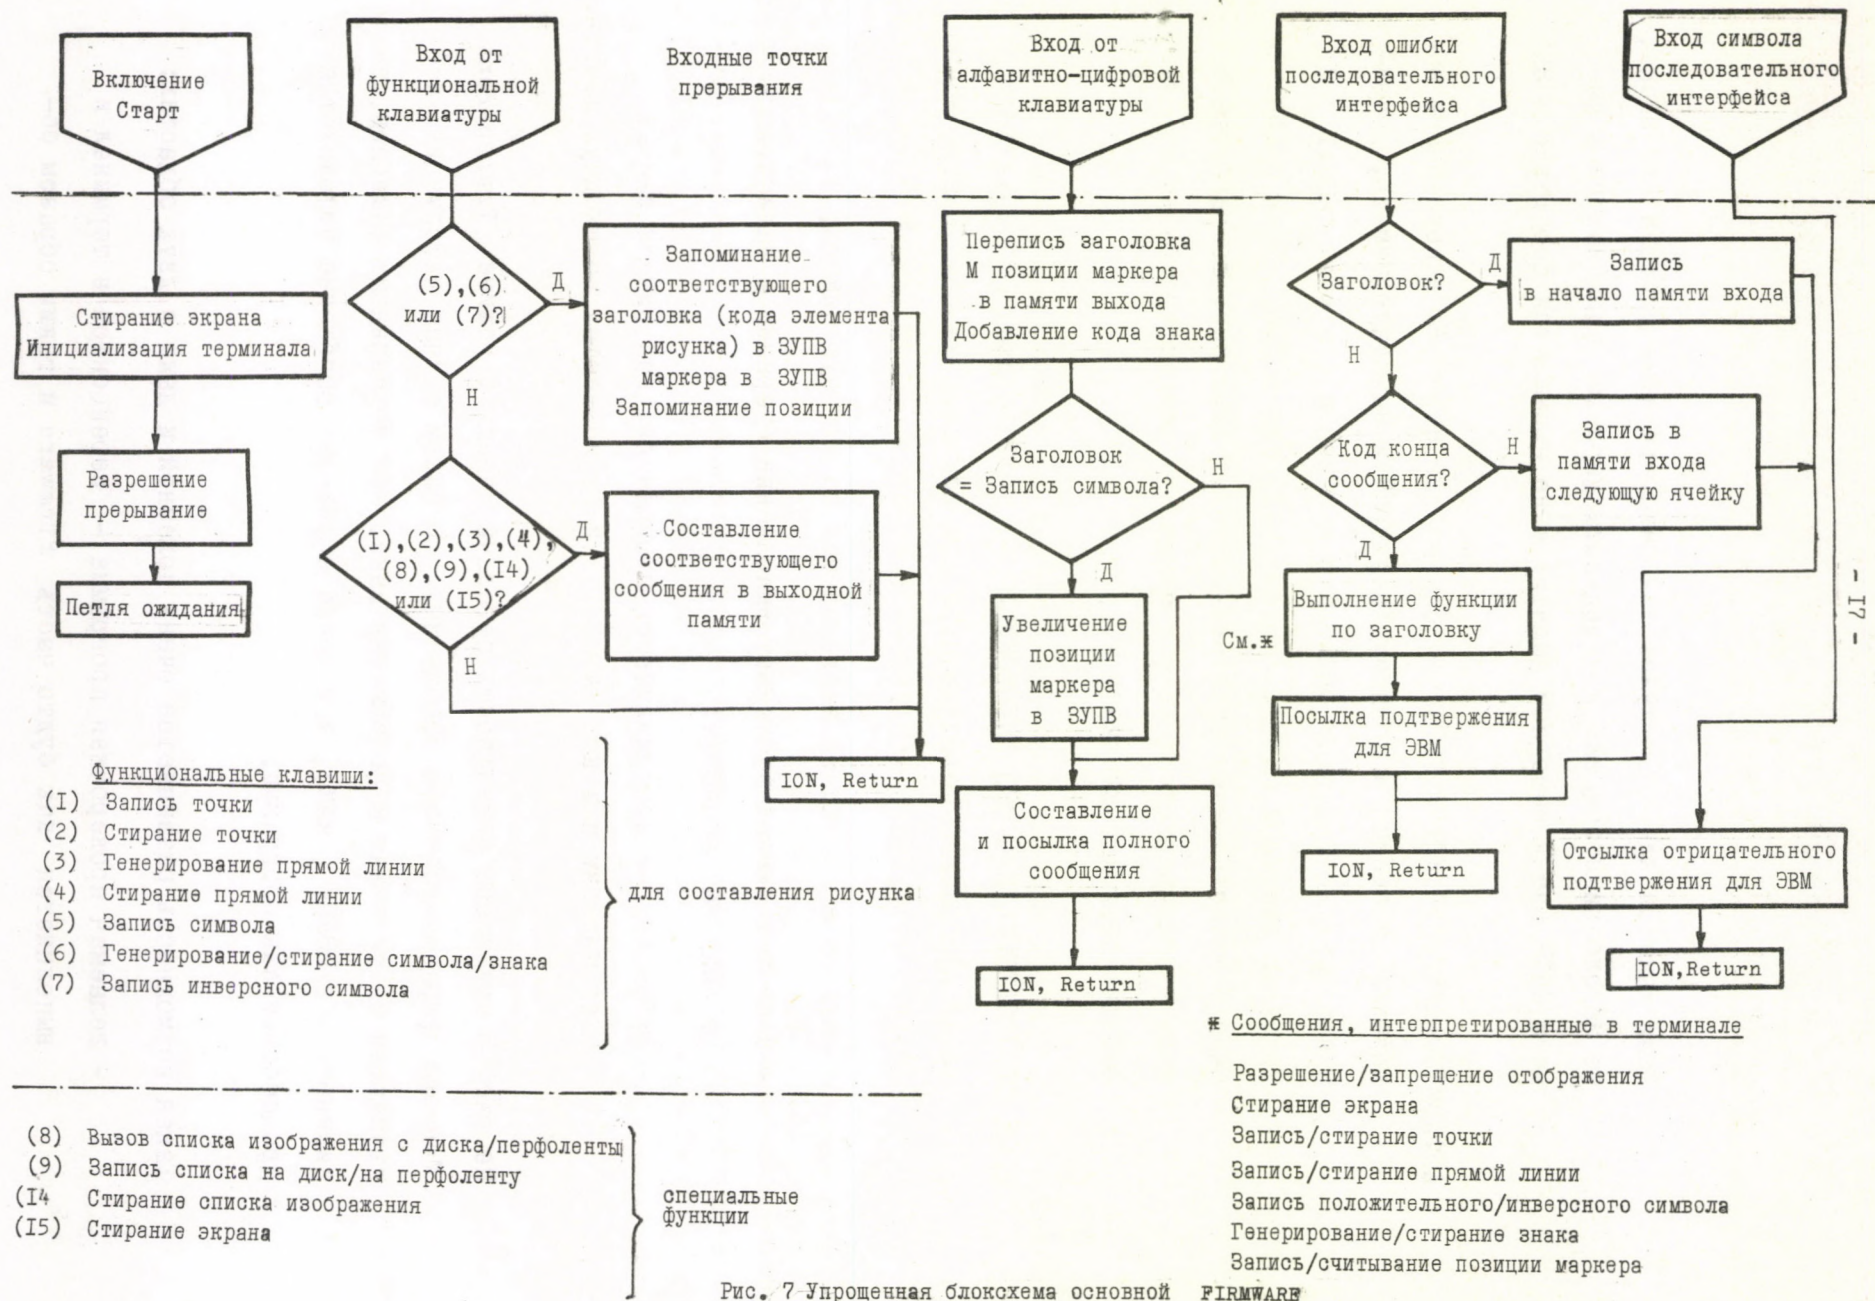 Включение
Старт
Вход от
функциональной
клавиатуры
Входные точки
прерывания
Вход от
алфавитно-цифровой
клавиатуры
Вход ошибки
последовательного
интерфейса
Вход символа
последовательного
интерфейса
Стирание экрана
Инициализация терминала
Разрешение
прерывание
Петля ожидания
(5),(6)
или (7)?
Д
Н
Запоминание
соответствующего
заголовка (кода элемента
рисунка) в ЗУПВ
маркера в ЗУПВ
Запоминание позиции
(I),(2),(3),(4),
(8),(9),(I4)
или (I5)?
Д
Н
Составление
соответствующего
сообщения в выходной
памяти
ION, Return
Перепись заголовка
М позиции маркера
в памяти выхода
Добавление кода знака
Заголовок
= Запись символа?
Н
Д
Увеличение
позиции
маркера
в ЗУПВ
Составление
и посылка полного
сообщения
ION, Return
Заголовок?
Д
Н
Запись
в начало памяти входа
Код конца
сообщения?
Н
Д
Запись в
памяти входа
следующую ячейку
См.*
Выполнение функции
по заголовку
Посылка подтвержения
для ЭВМ
ION, Return
Отсылка отрицательного
подтвержения для ЭВМ
ION,Return
- I7 -
Функциональные клавиши:
(I) Запись точки
(2) Стирание точки
(3) Генерирование прямой линии
(4) Стирание прямой линии
(5) Запись символа
(6) Генерирование/стирание символа/знака
(7) Запись инверсного символа
для составления рисунка
(8) Вызов списка изображения с диска/перфоленты
(9) Запись списка на диск/на перфоленту
(I4 Стирание списка изображения
(I5) Стирание экрана
специальные
функции
* Сообщения, интерпретированные в терминале
Разрешение/запрещение отображения
Стирание экрана
Запись/стирание точки
Запись/стирание прямой линии
Запись положительного/инверсного символа
Генерирование/стирание знака
Запись/считывание позиции маркера
Рис. 7 Упрощенная блоксхема основной FIRMWARE